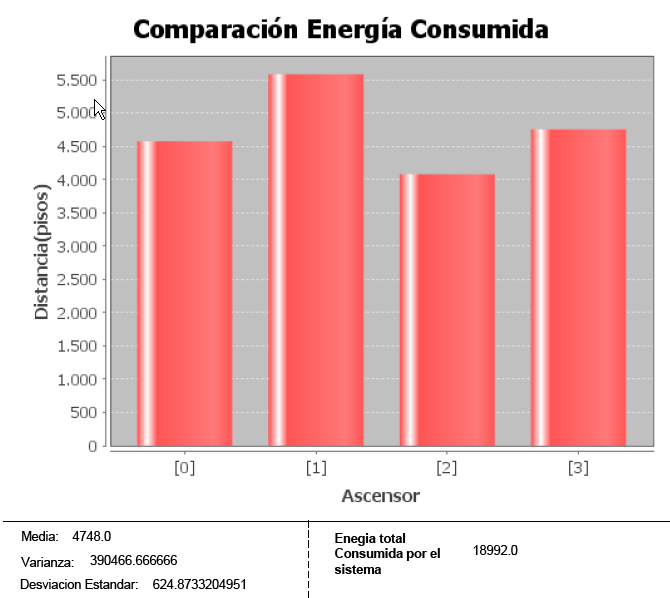 Comparación Energía Consumida
5.500
5.000
4.500
4.000
3.500
3.000
2.500
2.000
1.500
1.000
500
0
Distancia(pisos)
[0] [1] [2] [3]
Ascensor
Media: 4748.0
Varianza: 390466.666666
Desviacion Estandar: 624.8733204951
Enegia total
Consumida por el
sistema
18992.0